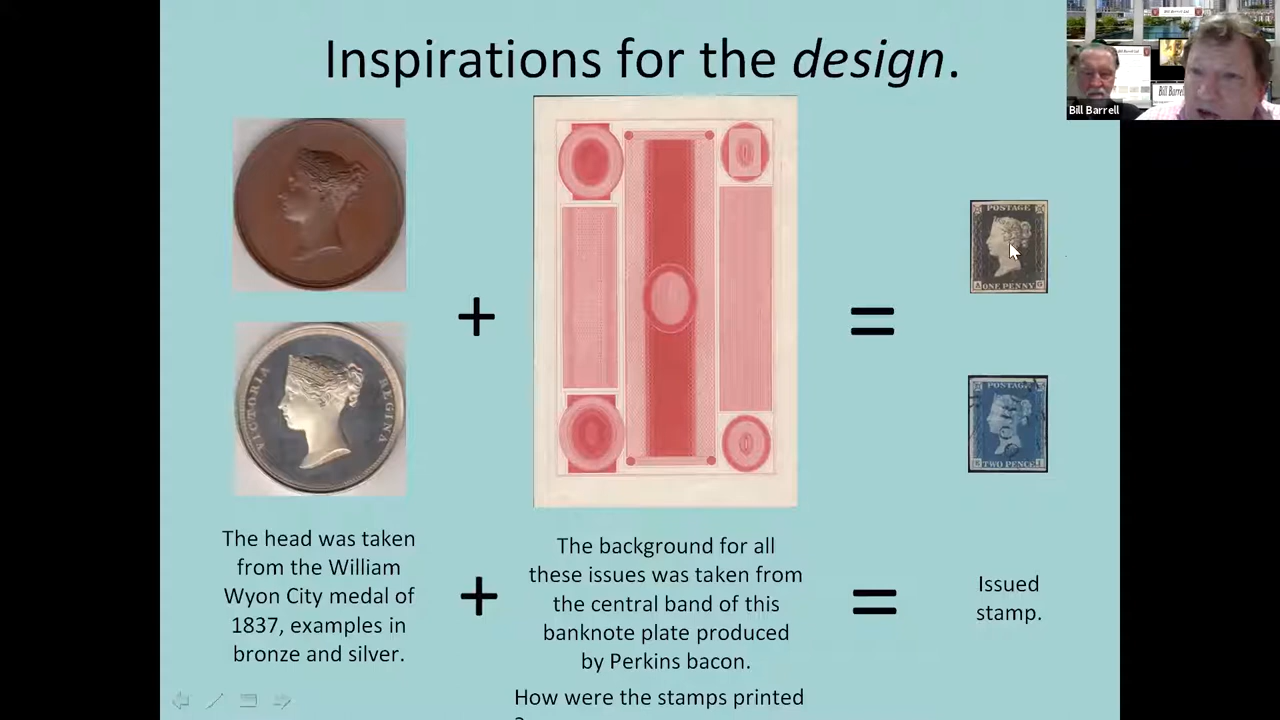 Inspirations for the design.
Bill Barrell Ltd
Bill Barrell
VICTORIA REGINA
+
=
POSTAGE
A ONE PENNY G
POSTAGE
TWO PENCE
The head was taken
from the William
Wyon City medal of
1837, examples in
bronze and silver.
+
The background for all
these issues was taken from
the central band of this
banknote plate produced
by Perkins bacon.
=
Issued
stamp.
How were the stamps printed
?